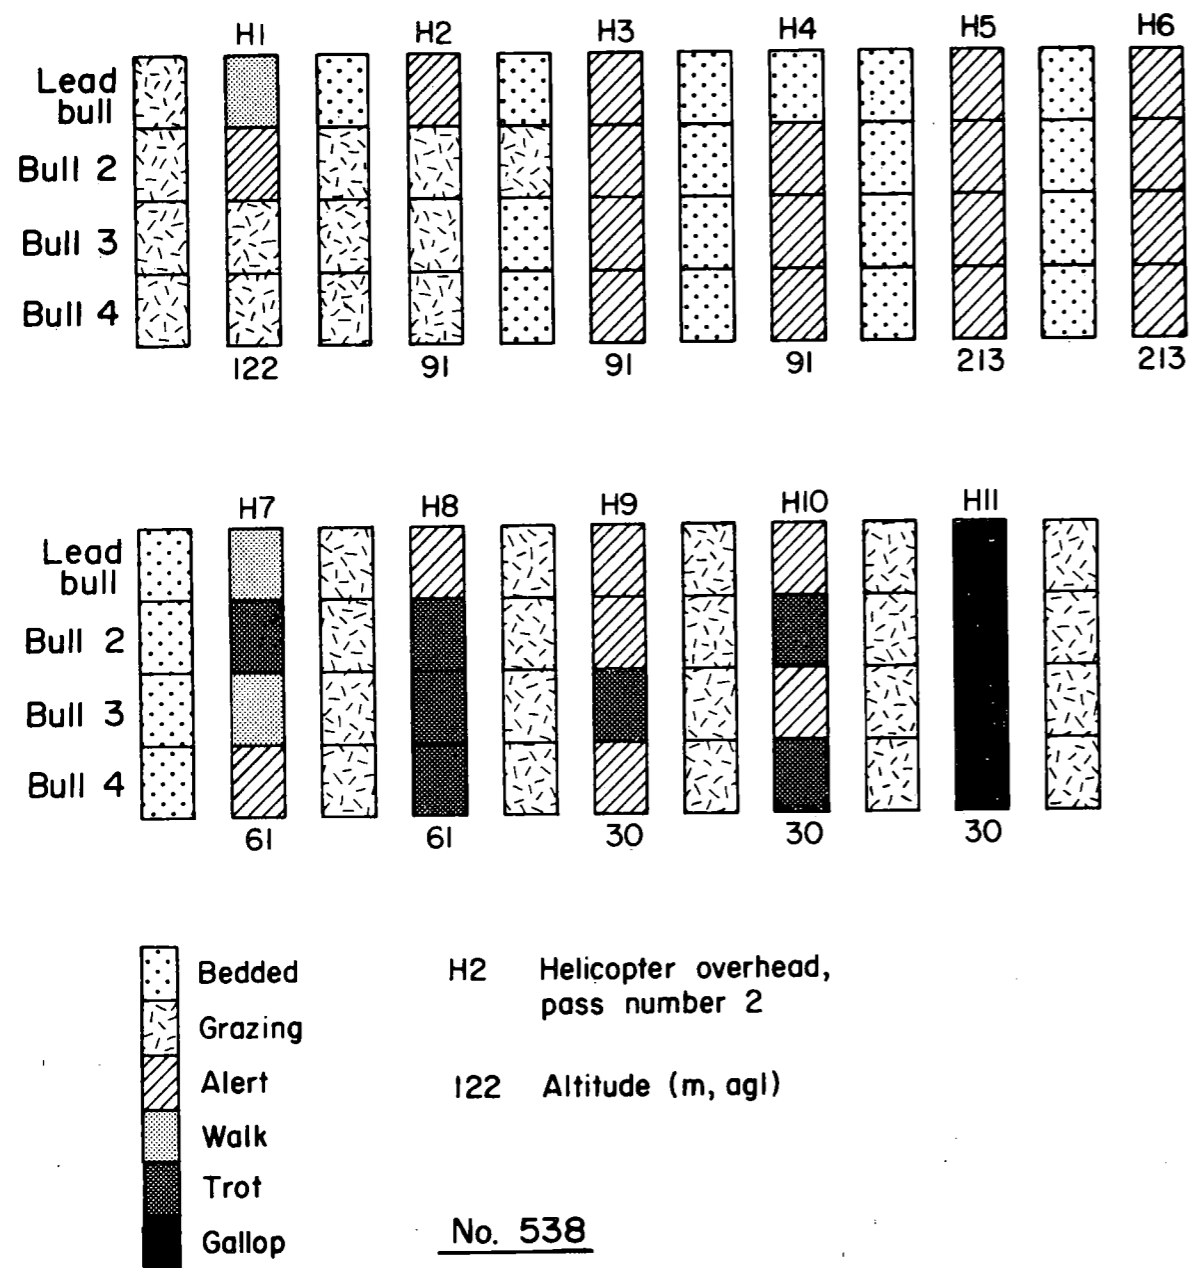 H1 H2 H3 H4 H5 H6
Lead
bull
Bull 2
Bull 3
Bull 4
122 91 91 91 213 213
H7 H8 H9 H10 H11
Lead
bull
Bull 2
Bull 3
Bull 4
61 61 30 30 30
Bedded
Grazing
Alert
Walk
Trot
Gallop
H2 Helicopter overhead,
pass number 2
122 Altitude (m, agl)
No. 538